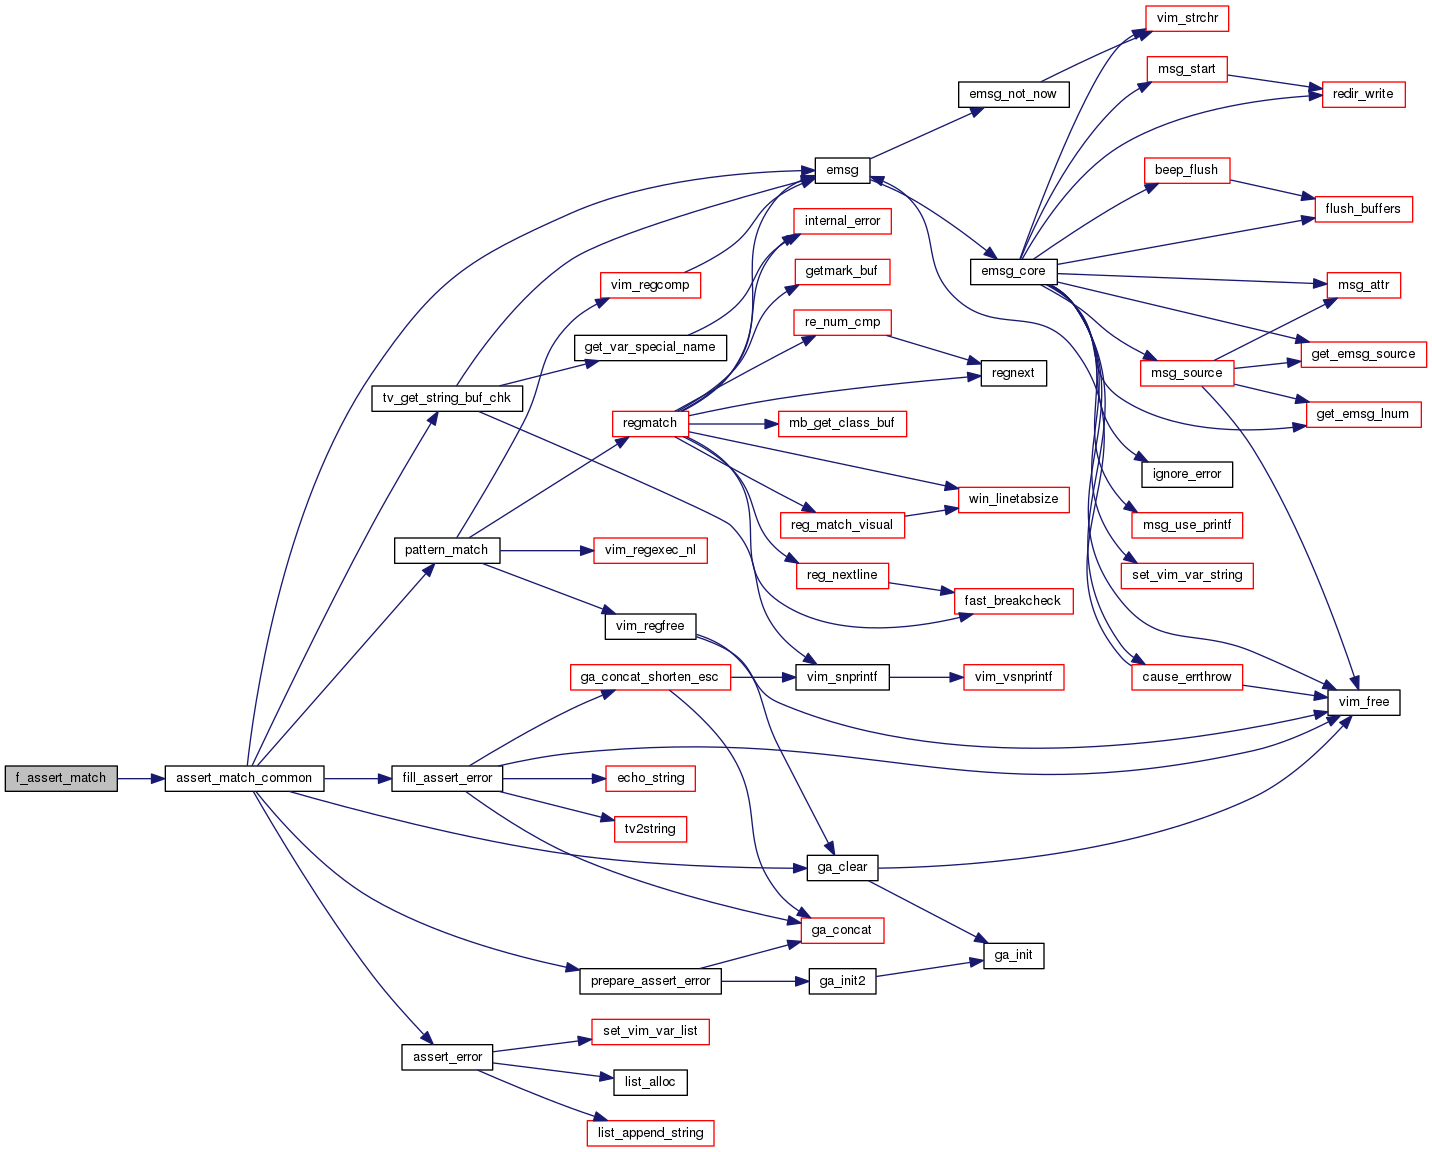 vim_strchr
msg_start
emsg_not_now
redir_write
emsg
beep_flush
flush_buffers
internal_error
emsg_core
getmark_buf
vim_regcomp
msg_attr
re_num_cmp
get_var_special_name
get_emsg_source
regnext
msg_source
tv_get_string_buf_chk
get_emsg_lnum
regmatch
mb_get_class_buf
ignore_error
win_linetabsize
reg_match_visual
msg_use_printf
pattern_match
vim_regexec_nl
reg_nextline
set_vim_var_string
fast_breakcheck
vim_regfree
ga_concat_shorten_esc
vim_snprintf
vim_vsnprintf
cause_errthrow
vim_free
f_assert_match
assert_match_common
fill_assert_error
echo_string
tv2string
ga_clear
ga_concat
ga_init
prepare_assert_error
ga_init2
set_vim_var_list
assert_error
list_alloc
list_append_string